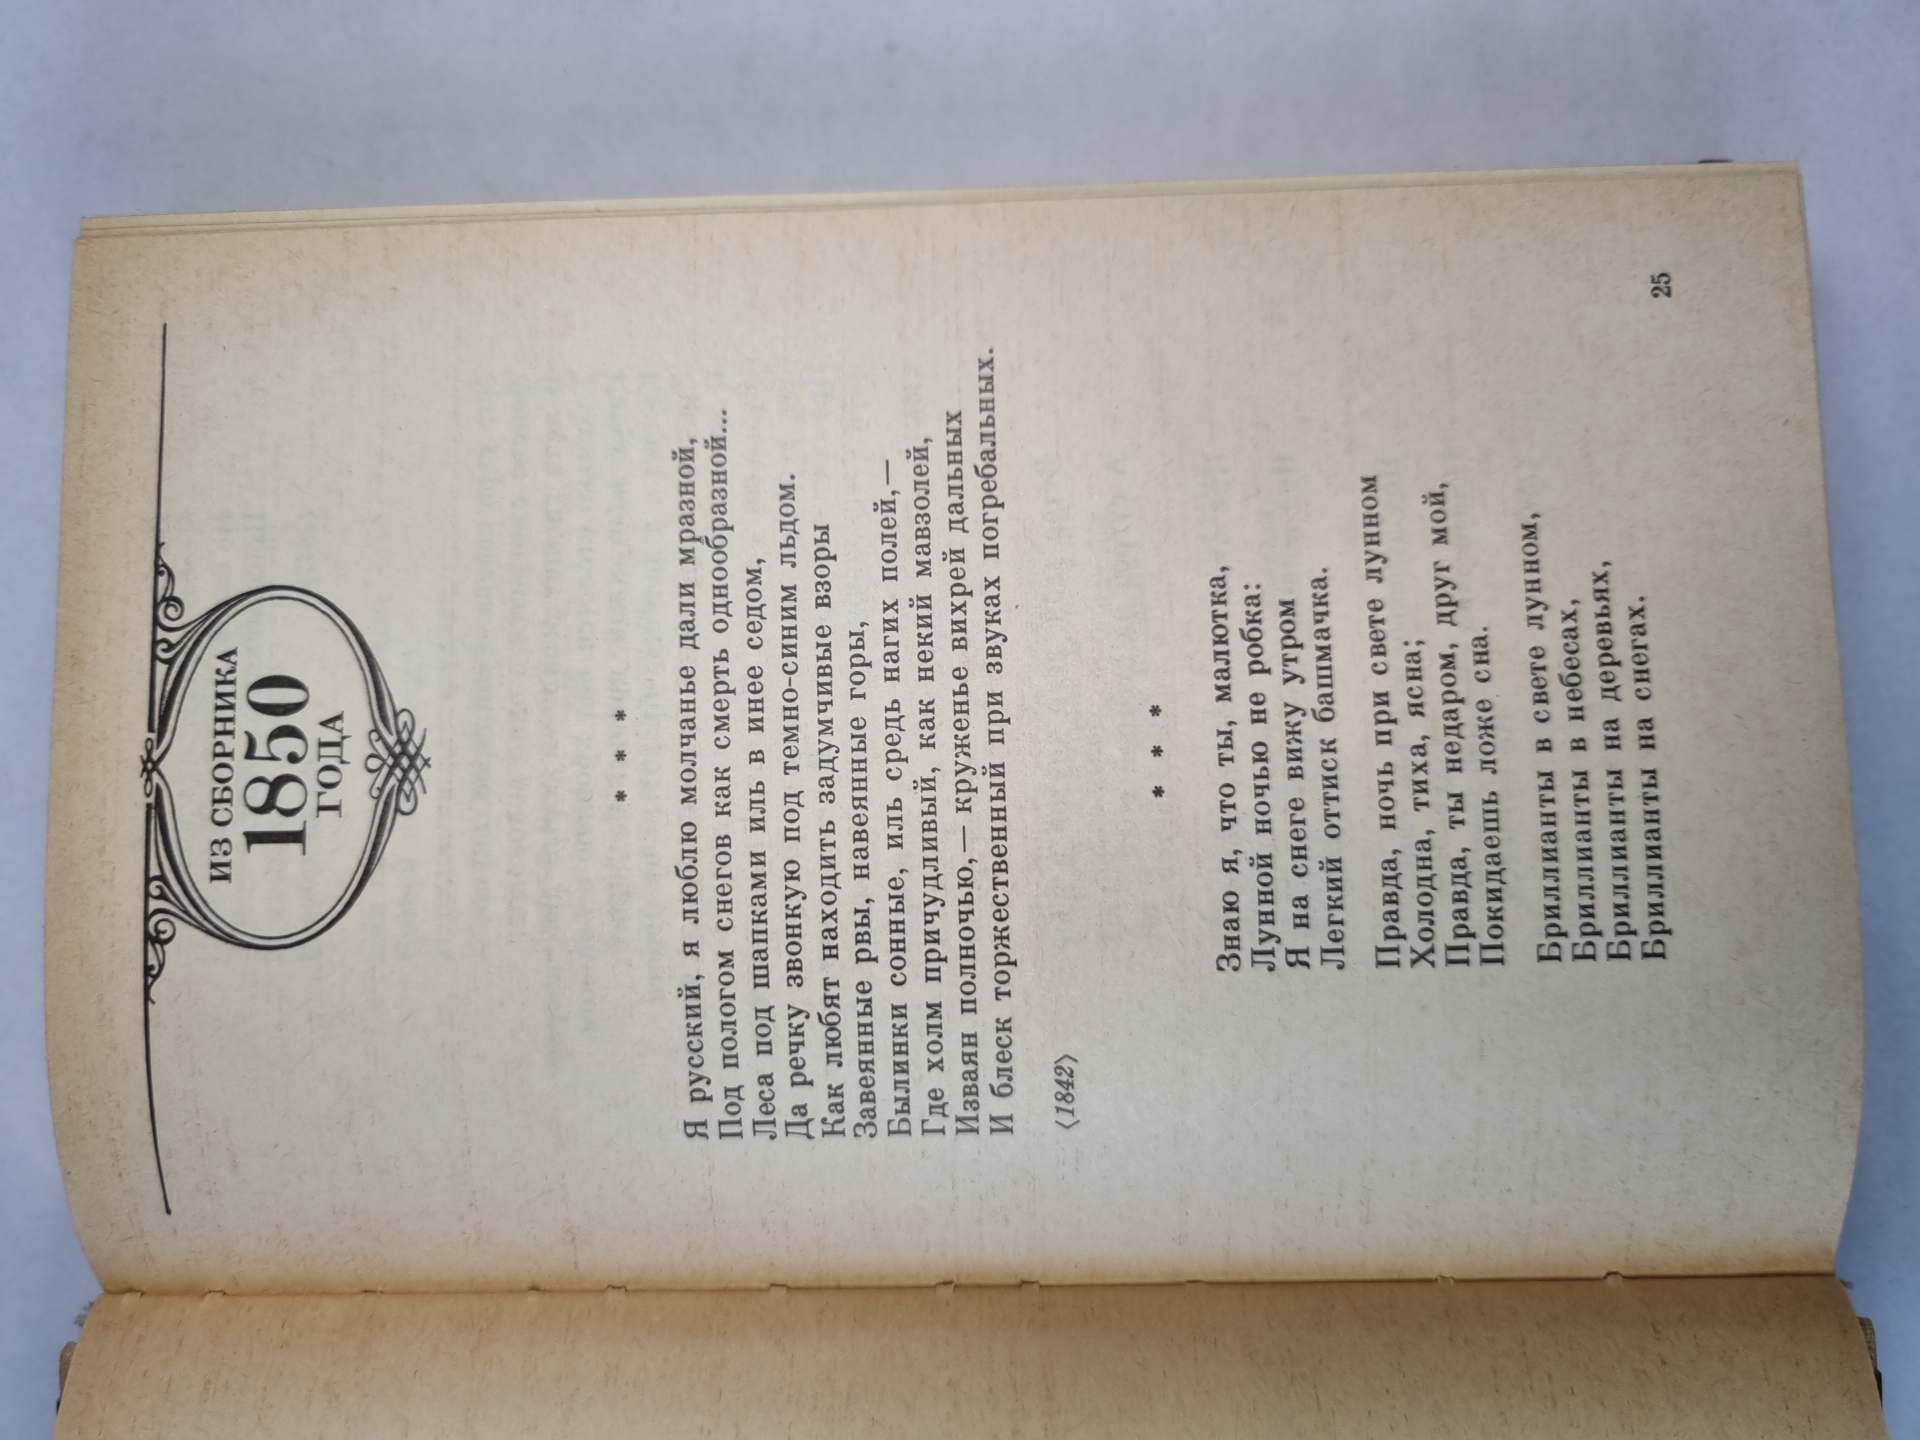 ИЗ СБОРНИКА
1850
ГОДА
* * *
Я русский, я люблю молчанье дали мразной,
Под пологом снегов как смерть однообразной...
Леса под шапками иль в инее седом,
Да речку звонкую под темно-синим льдом.
Как любят находить задумчивые взоры
Завеянные рвы, навеянные горы,
Былинки сонные, иль средь нагих полей,—
Где холм причудливый, как некий мавзолей,
Изваян полночью,— круженье вихрей дальных
И блеск торжественный при звуках погребальных.
〈1842〉
* * *
Знаю я, что ты, малютка,
Лунной ночью не робка:
Я на снеге вижу утром
Легкий оттиск башмачка.
Правда, ночь при свете лунном
Холодна, тиха, ясна;
Правда, ты недаром, друг мой,
Покидаешь ложе сна.
Бриллианты в свете лунном,
Бриллианты в небесах,
Бриллианты на деревьях,
Бриллианты на снегах.
25